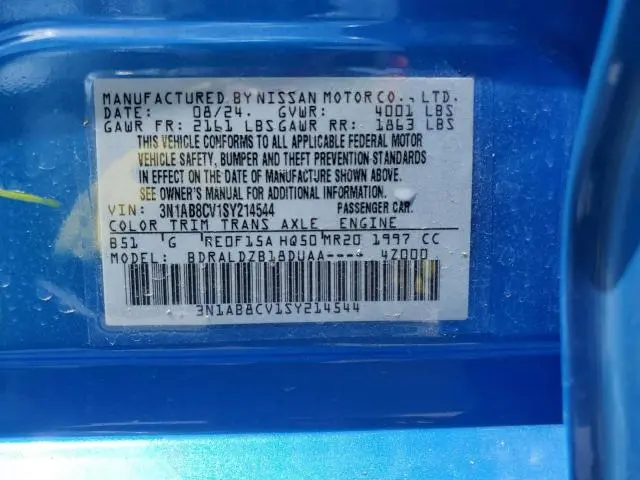 MANUFACTURED BY NISSAN MOTOR CO., LTD.
DATE: 08/24. GVWR: 4001 LBS
GAWR FR: 2161 LBS GAWR RR: 1863 LBS
THIS VEHICLE CONFORMS TO ALL APPLICABLE FEDERAL MOTOR
VEHICLE SAFETY, BUMPER AND THEFT PREVENTION STANDARDS
IN EFFECT ON THE DATE OF MANUFACTURE SHOWN ABOVE.
SEE OWNER'S MANUAL FOR ADDITIONAL INFORMATION.
VIN: 3N1AB8CV1SY214544 PASSENGER CAR.
COLOR TRIM TRANS AXLE ENGINE
B51 G RE0F15A HQ50 MR20 1997 CC
MODEL: BDRALDZB18DUAA---- 4Z000
3N1AB8CV1SY214544